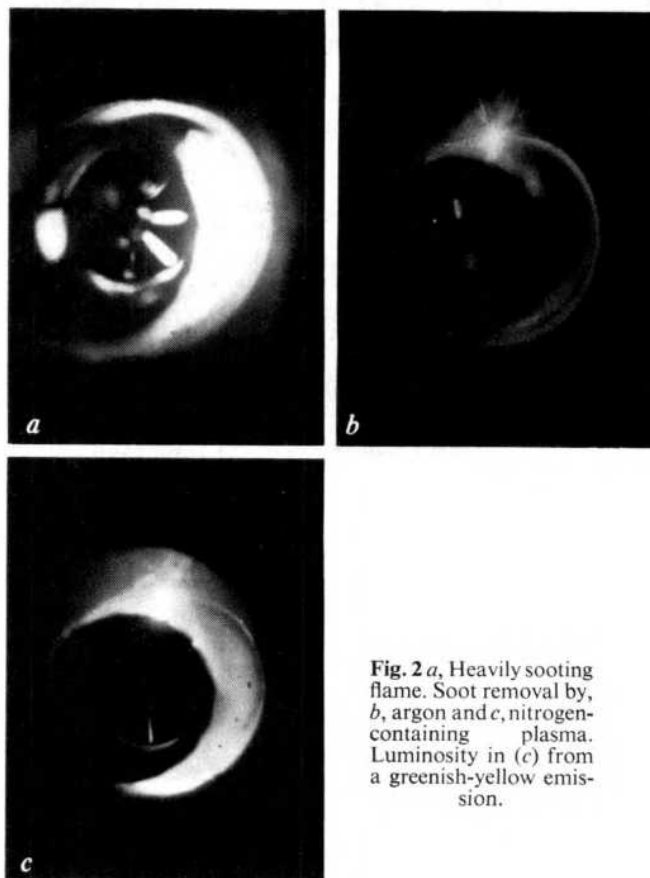 a
b
c
Fig. 2 a, Heavily sooting
flame. Soot removal by,
b, argon and c, nitrogen-
containing plasma.
Luminosity in (c) from
a greenish-yellow emis-
sion.